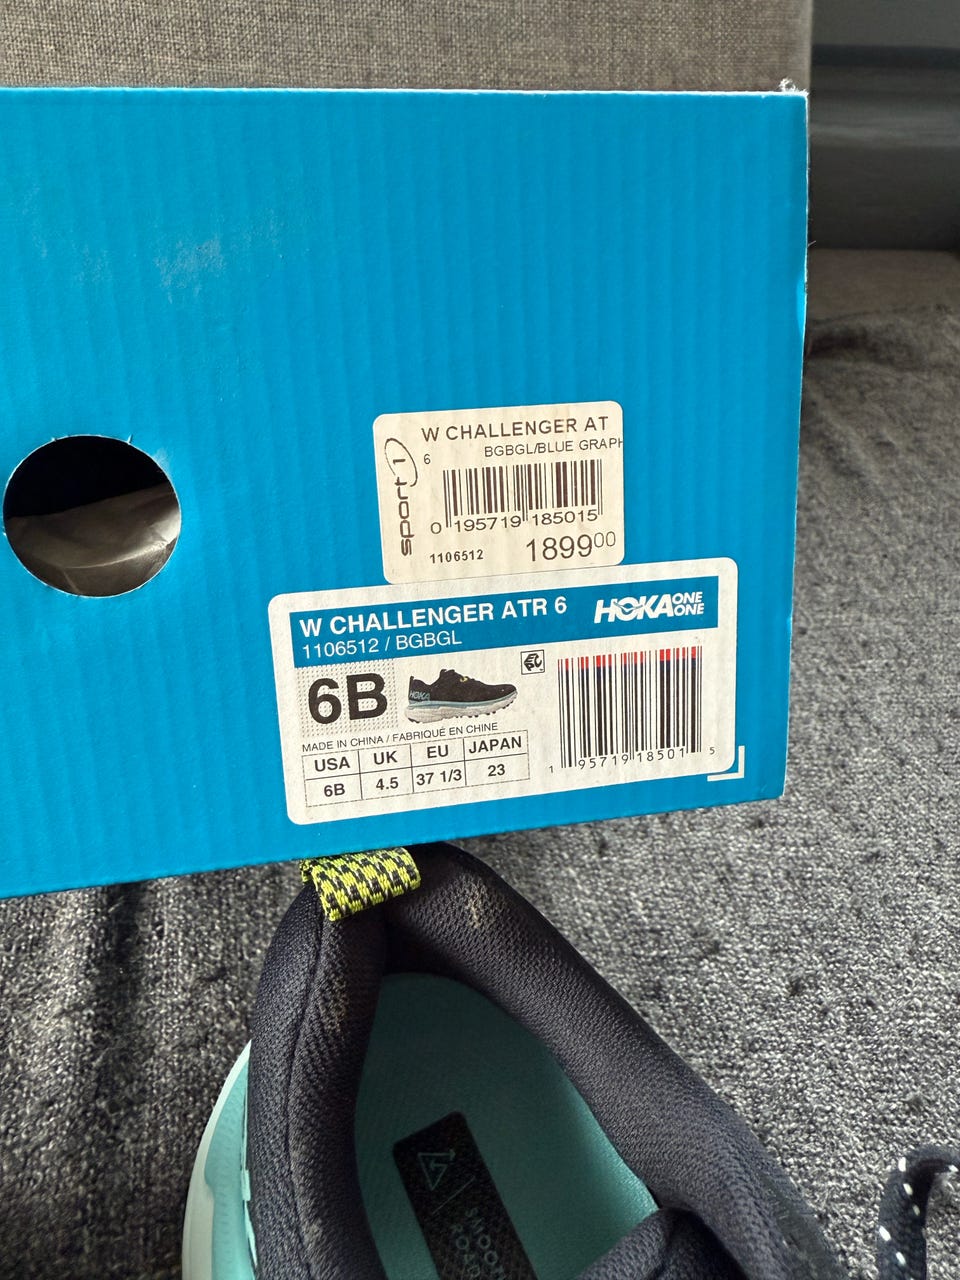 sport 1
W CHALLENGER AT
6 BGBGL/BLUE GRAPH
0 195719 185015
1106512 189900
W CHALLENGER ATR 6 HOKA ONE ONE
1106512 / BGBGL
6B
HOKA
MADE IN CHINA / FABRIQUÉ EN CHINE
USA UK EU JAPAN
6B 4.5 37 1/3 23
1 95719 18501 5